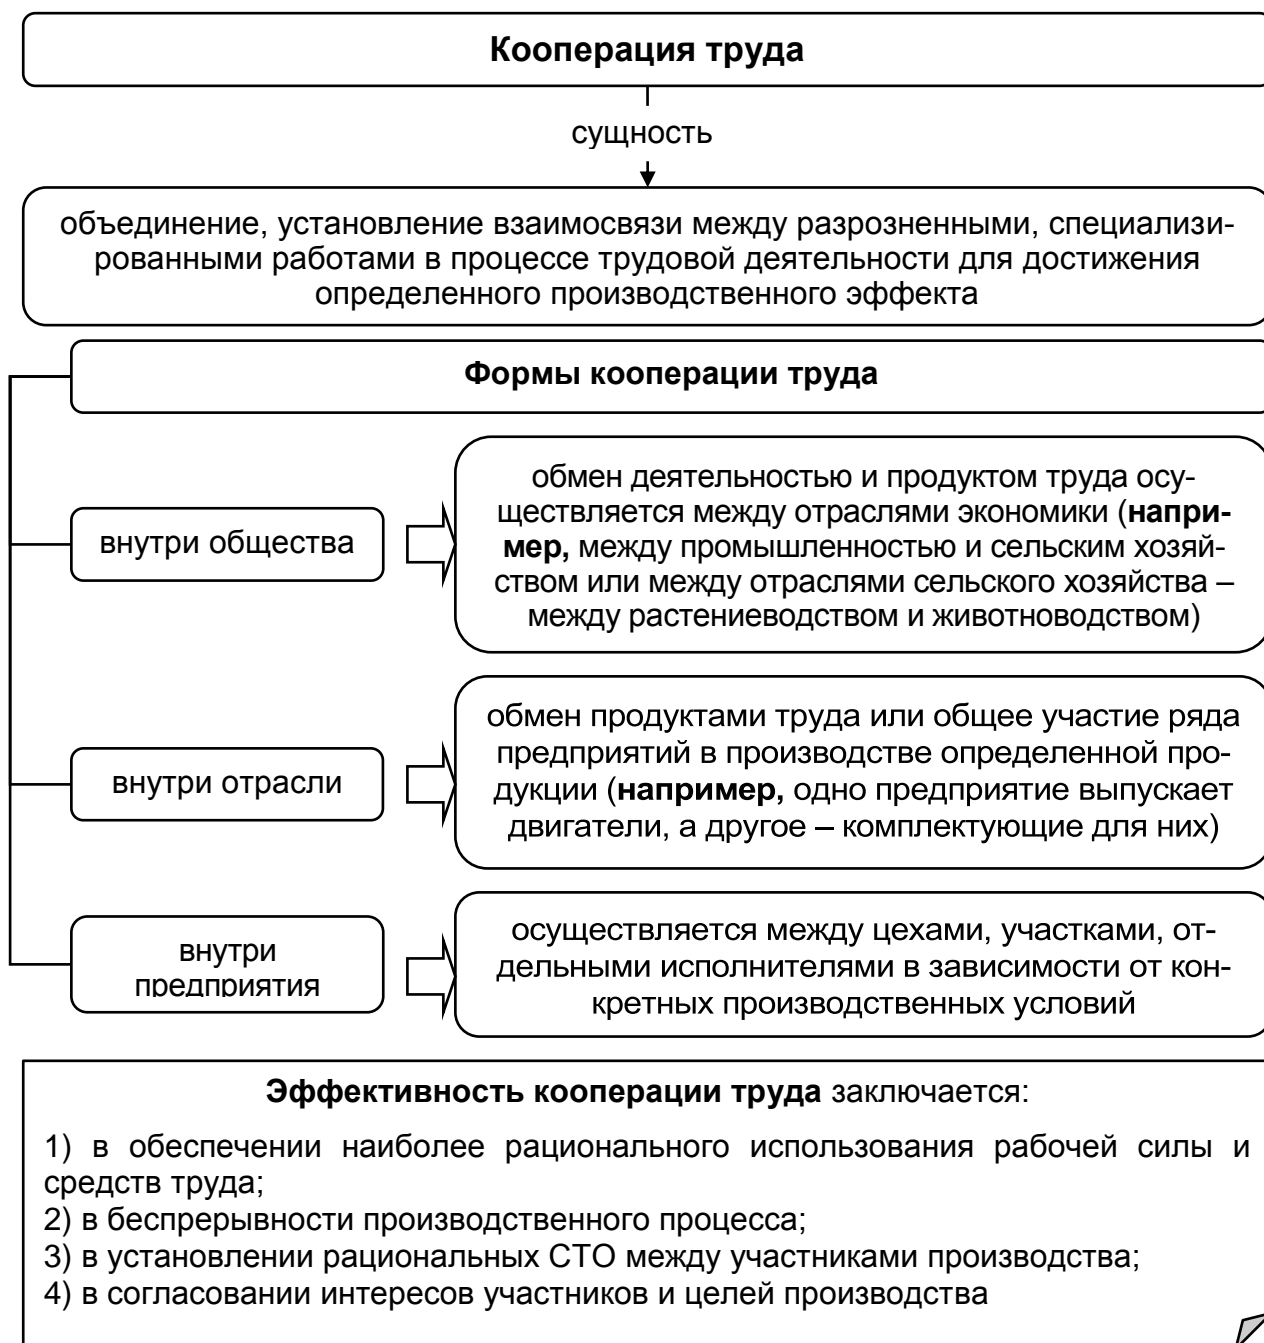 Кооперация труда
сущность
объединение, установление взаимосвязи между разрозненными, специализи-
рованными работами в процессе трудовой деятельности для достижения
определенного производственного эффекта
Формы кооперации труда
внутри общества
обмен деятельностью и продуктом труда осу-
ществляется между отраслями экономики (напри-
мер, между промышленностью и сельским хозяй-
ством или между отраслями сельского хозяйства –
между растениеводством и животноводством)
внутри отрасли
обмен продуктами труда или общее участие ряда
предприятий в производстве определенной про-
дукции (например, одно предприятие выпускает
двигатели, а другое – комплектующие для них)
внутри
предприятия
осуществляется между цехами, участками, от-
дельными исполнителями в зависимости от кон-
кретных производственных условий
Эффективность кооперации труда заключается:
1) в обеспечении наиболее рационального использования рабочей силы и
средств труда;
2) в беспрерывности производственного процесса;
3) в установлении рациональных СТО между участниками производства;
4) в согласовании интересов участников и целей производства